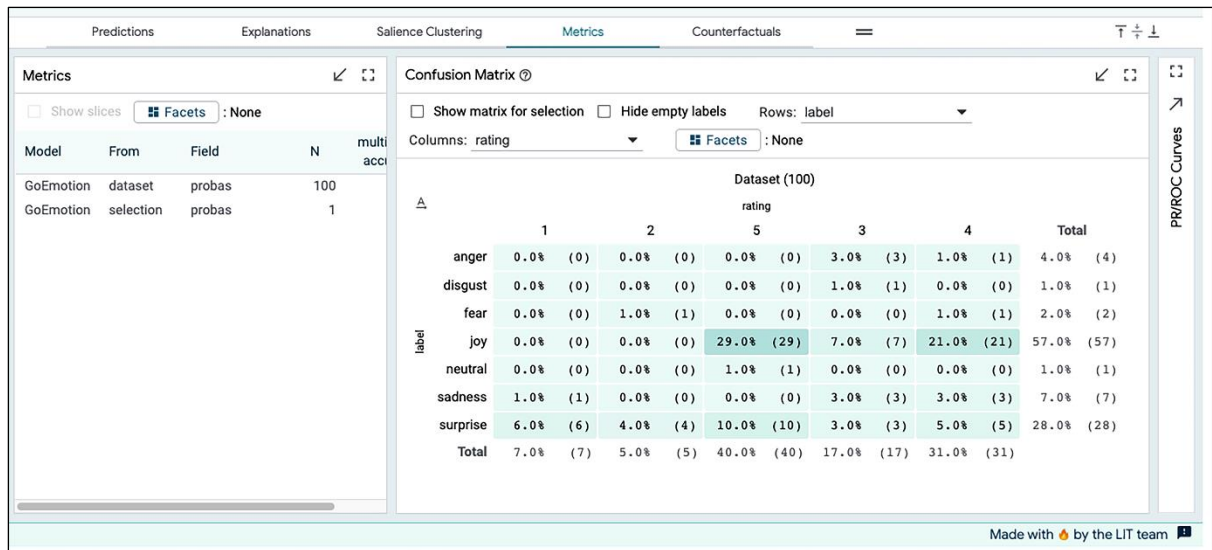 Predictions Explanations Salience Clustering Metrics Counterfactuals
Metrics
Show slices Facets : None
Model From Field N multi
accu
GoEmotion dataset probas 100
GoEmotion selection probas 1
Confusion Matrix
Show matrix for selection Hide empty labels Rows: label
Columns: rating Facets : None
Dataset (100)
rating
1 2 5 3 4 Total
label
anger 0.0% (0) 0.0% (0) 0.0% (0) 3.0% (3) 1.0% (1) 4.0% (4)
disgust 0.0% (0) 0.0% (0) 0.0% (0) 1.0% (1) 0.0% (0) 1.0% (1)
fear 0.0% (0) 1.0% (1) 0.0% (0) 0.0% (0) 1.0% (1) 2.0% (2)
joy 0.0% (0) 0.0% (0) 29.0% (29) 7.0% (7) 21.0% (21) 57.0% (57)
neutral 0.0% (0) 0.0% (0) 1.0% (1) 0.0% (0) 0.0% (0) 1.0% (1)
sadness 1.0% (1) 0.0% (0) 0.0% (0) 3.0% (3) 3.0% (3) 7.0% (7)
surprise 6.0% (6) 4.0% (4) 10.0% (10) 3.0% (3) 5.0% (5) 28.0% (28)
Total 7.0% (7) 5.0% (5) 40.0% (40) 17.0% (17) 31.0% (31)
PR/ROC Curves
Made with 🔥 by the LIT team